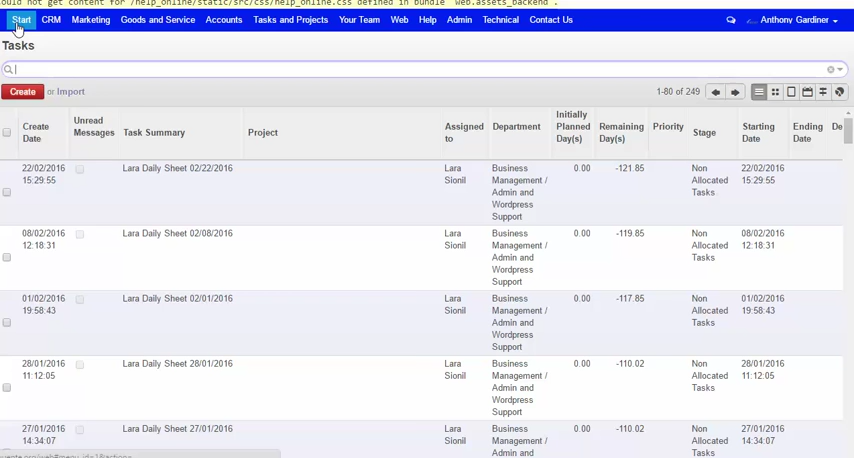 ould not get content for /help_online/static/src/css/help_online.css defined in bundle 'web.assets_backend'.
Start CRM Marketing Goods and Service Accounts Tasks and Projects Your Team Web Help Admin Technical Contact Us Anthony Gardiner
Tasks
Create or Import 1-80 of 249
Create Date Unread Messages Task Summary Project Assigned to Department Initially Planned Day(s) Remaining Day(s) Priority Stage Starting Date Ending Date De
22/02/2016 Lara Daily Sheet 02/22/2016 Lara Business 0.00 -121.85 Non 22/02/2016
15:29:55 Sionil Management / Allocated 15:29:55
Admin and Tasks
Wordpress
Support
08/02/2016 Lara Daily Sheet 02/08/2016 Lara Business 0.00 -119.85 Non 08/02/2016
12:18:31 Sionil Management / Allocated 12:18:31
Admin and Tasks
Wordpress
Support
01/02/2016 Lara Daily Sheet 02/01/2016 Lara Business 0.00 -117.85 Non 01/02/2016
19:58:43 Sionil Management / Allocated 19:58:43
Admin and Tasks
Wordpress
Support
28/01/2016 Lara Daily Sheet 28/01/2016 Lara Business 0.00 -110.02 Non 28/01/2016
11:12:05 Sionil Management / Allocated 11:12:05
Admin and Tasks
Wordpress
Support
27/01/2016 Lara Daily Sheet 27/01/2016 Lara Business 0.00 -110.02 Non 27/01/2016
14:34:07 Sionil Management / Allocated 14:34:07
Admin and Tasks